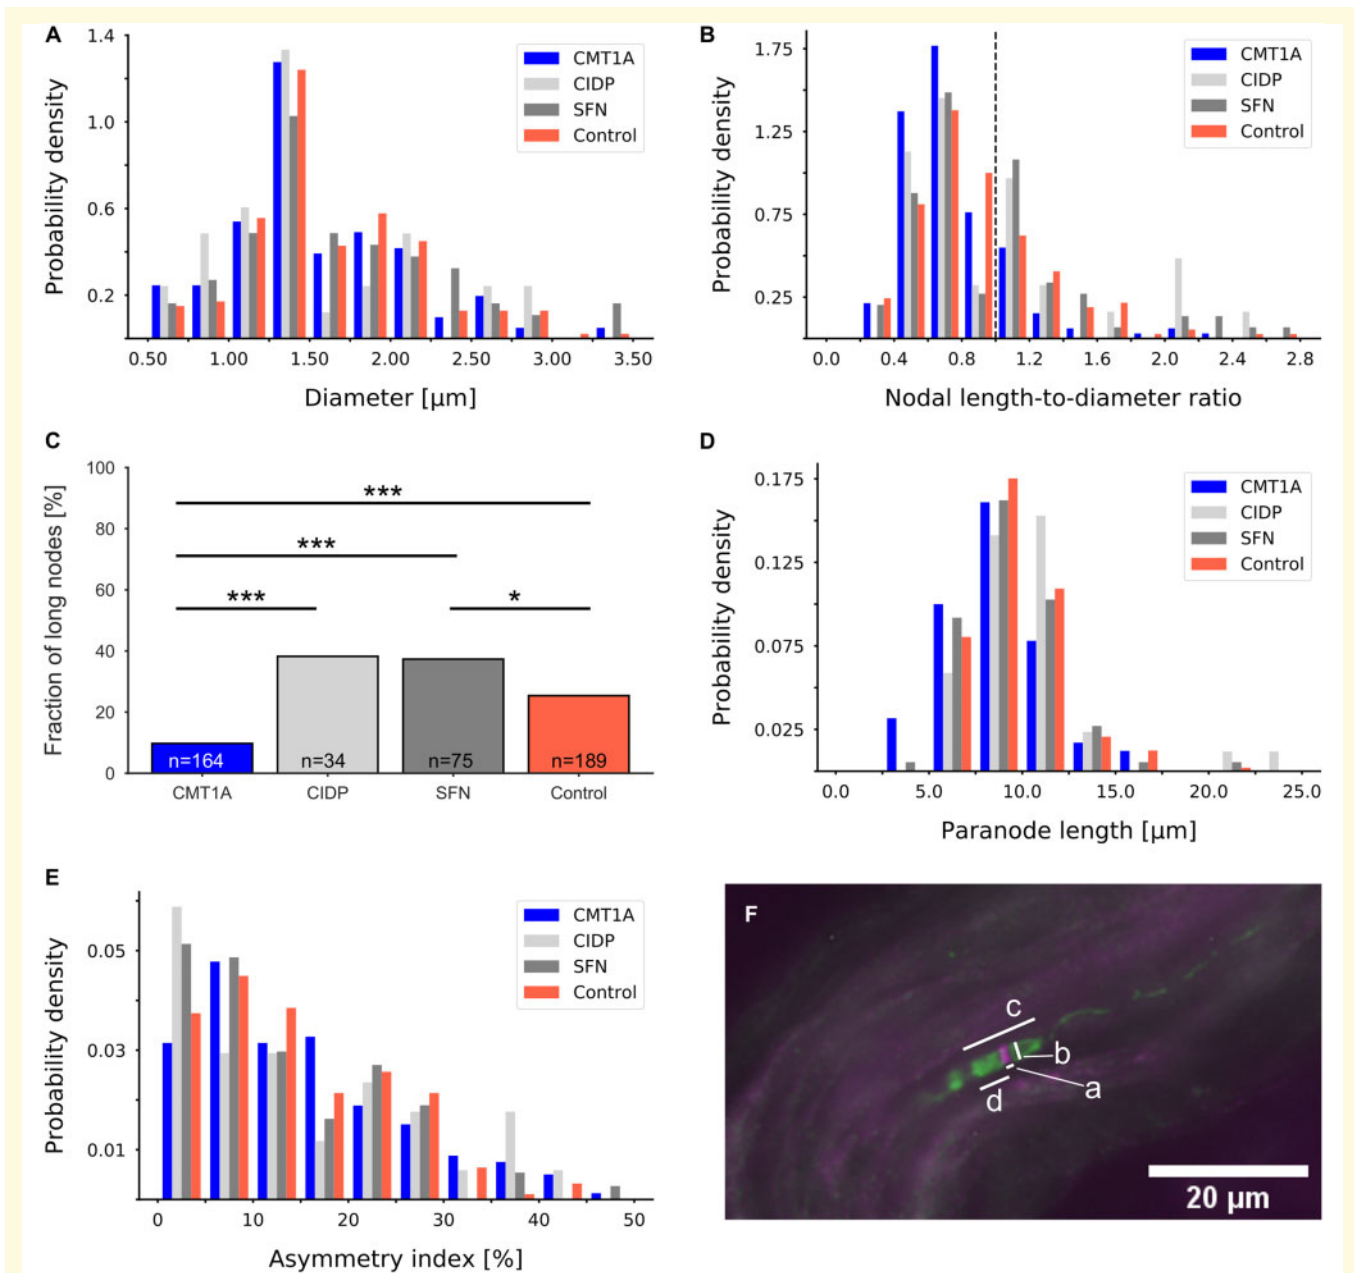 A
1.4
1.0
0.6
0.2
Probability density
CMT1A
CIDP
SFN
Control
0.50 1.00 1.50 2.00 2.50 3.00 3.50
Diameter [µm]
B
1.75
1.25
0.75
0.25
Probability density
CMT1A
CIDP
SFN
Control
0.0 0.4 0.8 1.2 1.6 2.0 2.4 2.8
Nodal length-to-diameter ratio
C
100
80
60
40
20
0
Fraction of long nodes [%]
***
***
*** *
n=164 n=34 n=75 n=189
CMT1A CIDP SFN Control
D
0.175
0.125
0.075
0.025
Probability density
CMT1A
CIDP
SFN
Control
0.0 5.0 10.0 15.0 20.0 25.0
Paranode length [µm]
E
0.05
0.03
0.01
Probability density
CMT1A
CIDP
SFN
Control
0 10 20 30 40 50
Asymmetry index [%]
F
c
b
a
d
20 µm